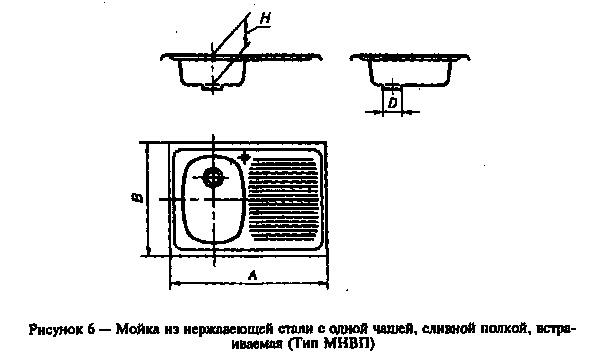 H
D
B
A
Рисунок 6 — Мойка из нержавеющей стали с одной чашей, сливной полкой, встра-
иваемая (Тип МНВП)